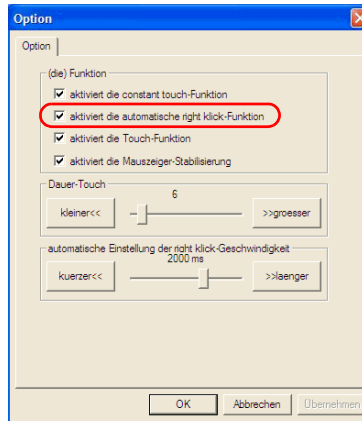 Option
Option
(die) Funktion
aktiviert die constant touch-Funktion
aktiviert die automatische right klick-Funktion
aktiviert die Touch-Funktion
aktiviert die Mauszeiger-Stabilisierung
Dauer-Touch
6
kleiner<<
>>groesser
automatische Einstellung der right klick-Geschwindigkeit
2000 ms
kuerzer<<
>>laenger
OK
Abbrechen
Übernehmen